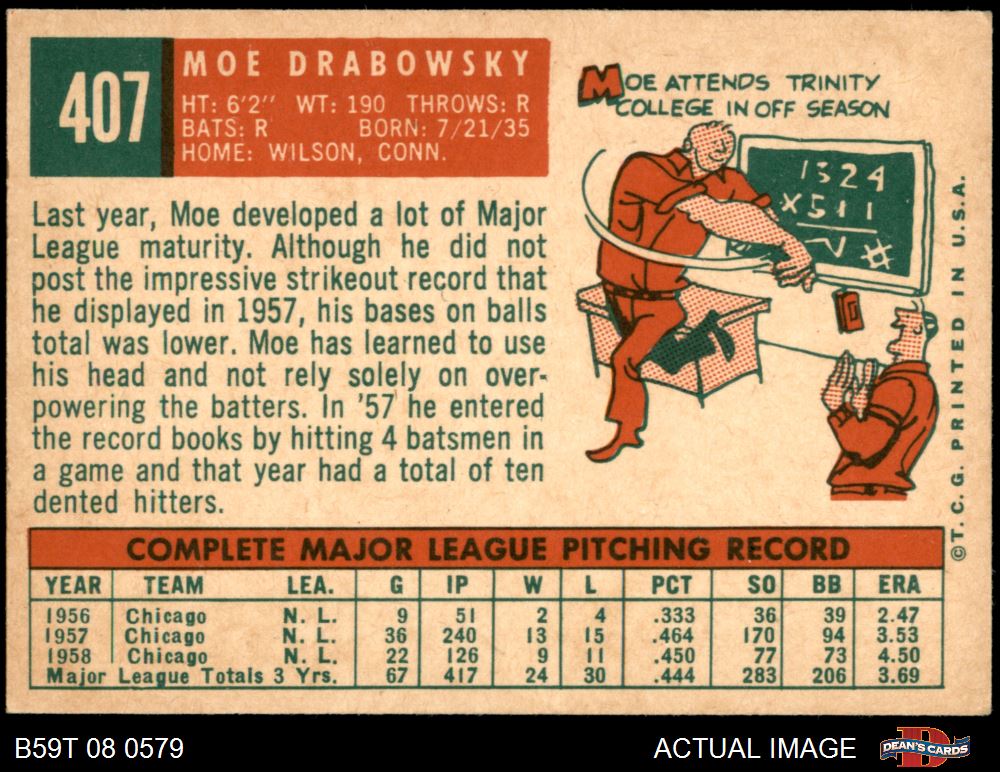 407
MOE DRABOWSKY
HT: 6'2" WT: 190 THROWS: R
BATS: R BORN: 7/21/35
HOME: WILSON, CONN.
MOE ATTENDS TRINITY
COLLEGE IN OFF SEASON
1324
X511
Last year, Moe developed a lot of Major
League maturity. Although he did not
post the impressive strikeout record that
he displayed in 1957, his bases on balls
total was lower. Moe has learned to use
his head and not rely solely on over-
powering the batters. In '57 he entered
the record books by hitting 4 batsmen in
a game and that year had a total of ten
dented hitters.
©T. C. G. PRINTED IN U. S. A.
COMPLETE MAJOR LEAGUE PITCHING RECORD
YEAR TEAM LEA. G IP W L PCT SO BB ERA
1956 Chicago N. L. 9 51 2 4 .333 36 39 2.47
1957 Chicago N. L. 36 240 13 15 .464 170 94 3.53
1958 Chicago N. L. 22 126 9 11 .450 77 73 4.50
Major League Totals 3 Yrs. 67 417 24 30 .444 283 206 3.69
B59T 08 0579
ACTUAL IMAGE
DEAN'S CARDS